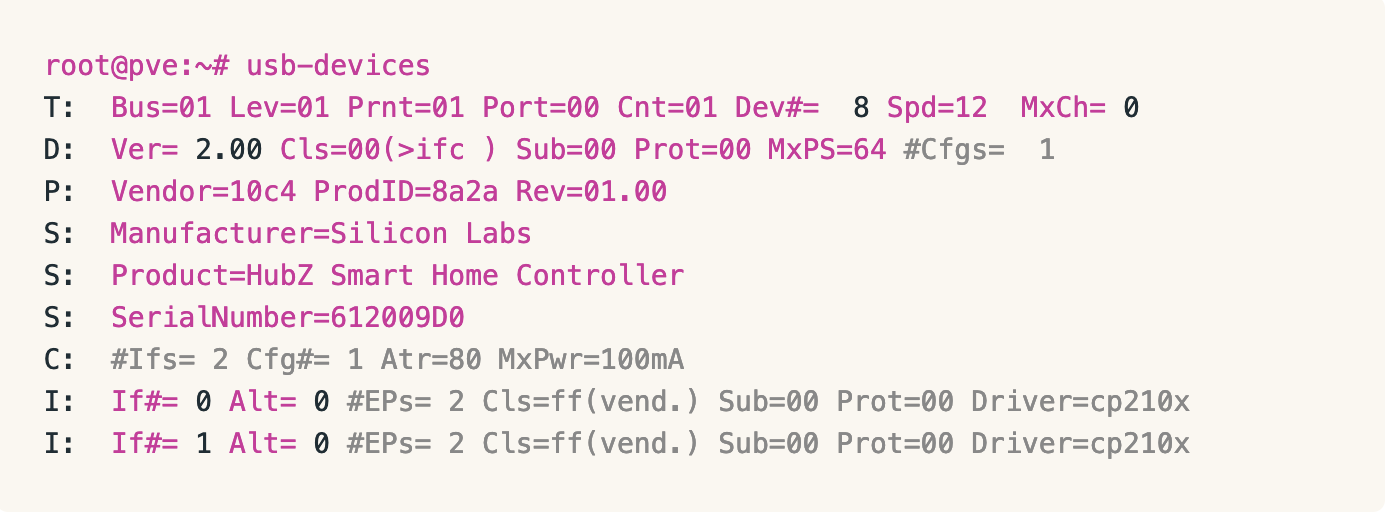 root@pve:~# usb-devices
T:  Bus=01 Lev=01 Prnt=01 Port=00 Cnt=01 Dev#=  8 Spd=12  MxCh= 0
D:  Ver= 2.00 Cls=00(>ifc ) Sub=00 Prot=00 MxPS=64 #Cfgs=  1
P:  Vendor=10c4 ProdID=8a2a Rev=01.00
S:  Manufacturer=Silicon Labs
S:  Product=HubZ Smart Home Controller
S:  SerialNumber=612009D0
C:  #Ifs= 2 Cfg#= 1 Atr=80 MxPwr=100mA
I:  If#= 0 Alt= 0 #EPs= 2 Cls=ff(vend.) Sub=00 Prot=00 Driver=cp210x
I:  If#= 1 Alt= 0 #EPs= 2 Cls=ff(vend.) Sub=00 Prot=00 Driver=cp210x